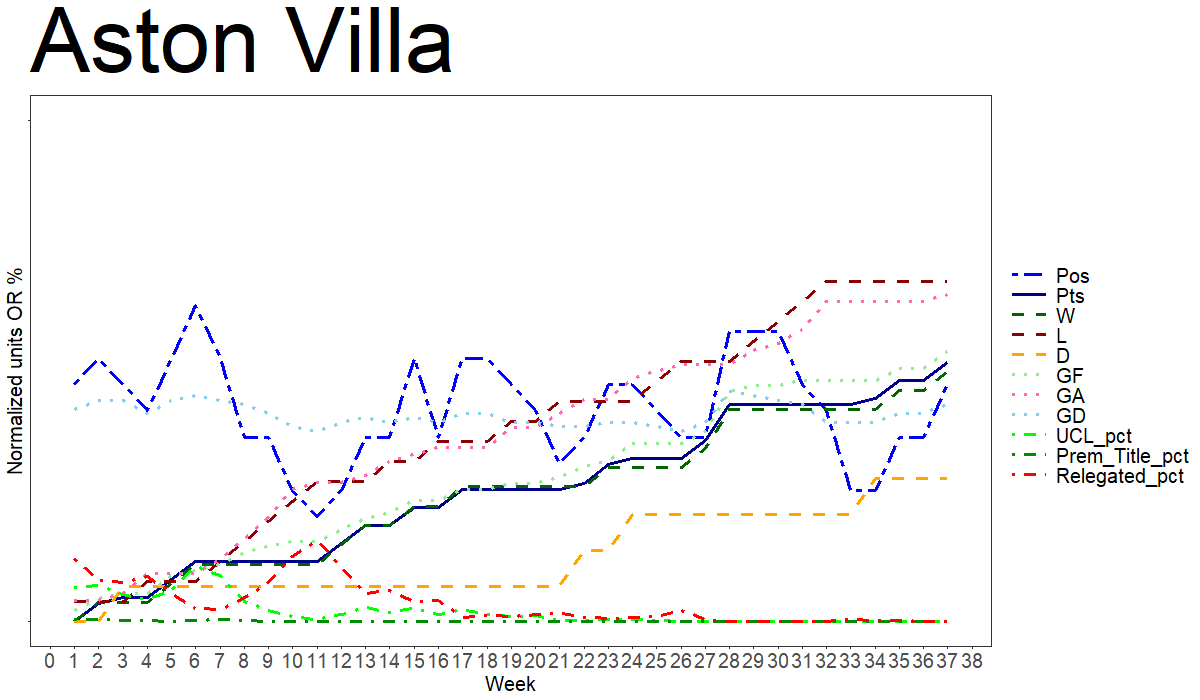 Aston Villa
Normalized units OR %
0 1 2 3 4 5 6 7 8 9 10 11 12 13 14 15 16 17 18 19 20 21 22 23 24 25 26 27 28 29 30 31 32 33 34 35 36 37 38
Week
Pos
Pts
W
L
D
GF
GA
GD
UCL_pct
Prem_Title_pct
Relegated_pct